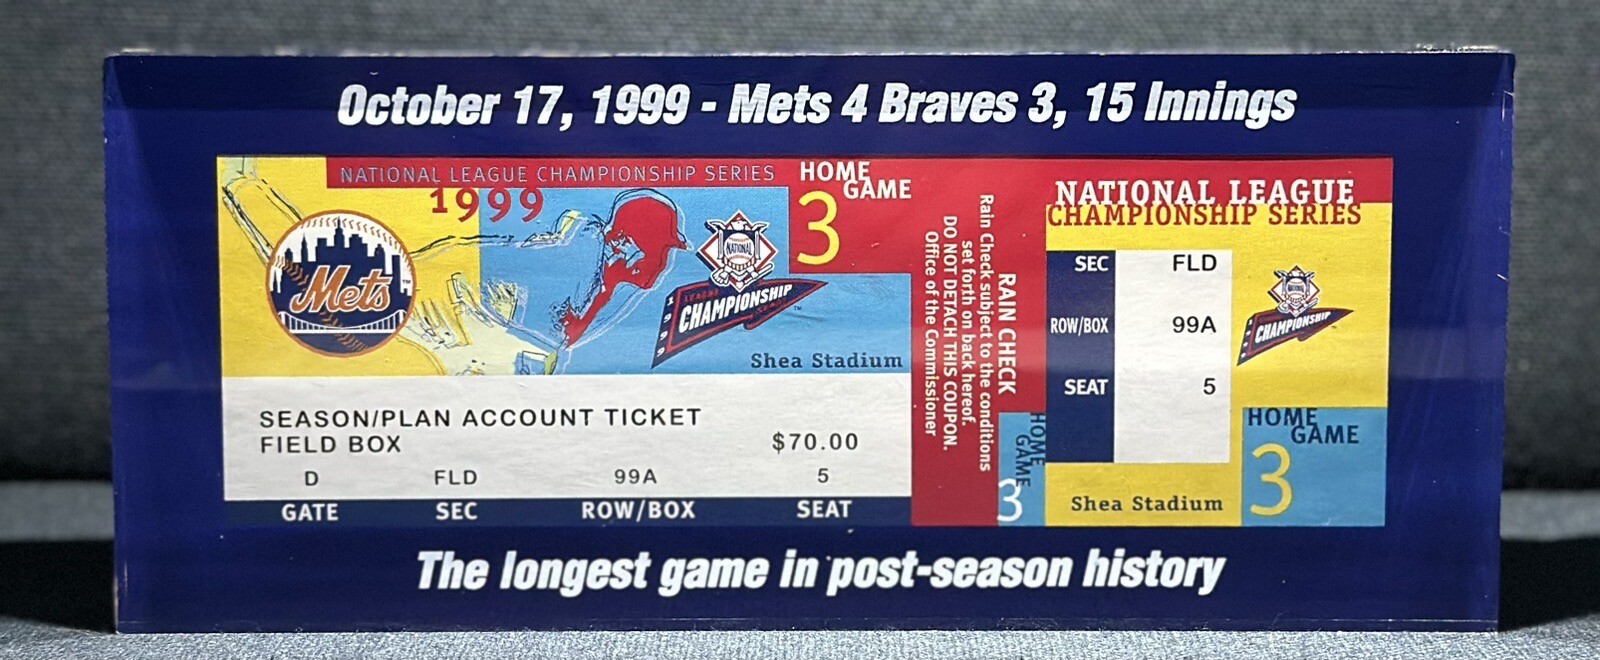 October 17, 1999 - Mets 4 Braves 3, 15 Innings
NATIONAL LEAGUE CHAMPIONSHIP SERIES
1999
HOME
GAME
3
Mets
NATIONAL
LEAGUE
CHAMPIONSHIP
1999
Shea Stadium
SEASON/PLAN ACCOUNT TICKET
FIELD BOX
$70.00
D FLD 99A 5
GATE SEC ROW/BOX SEAT
RAIN CHECK
Rain Check subject to the conditions
set forth on back hereof.
DO NOT DETACH THIS COUPON.
Office of the Commissioner
HOME
GAME
3
NATIONAL LEAGUE
CHAMPIONSHIP SERIES
SEC FLD
ROW/BOX 99A
SEAT 5
NATIONAL
CHAMPIONSHIP
HOME
GAME
3
Shea Stadium
The longest game in post-season history